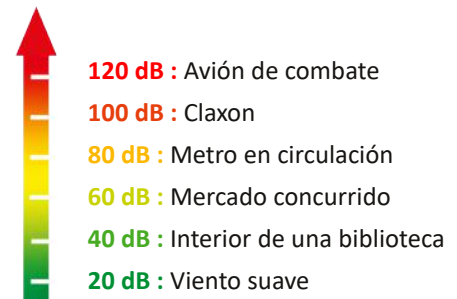 120 dB : Avión de combate
100 dB : Claxon
80 dB : Metro en circulación
60 dB : Mercado concurrido
40 dB : Interior de una biblioteca
20 dB : Viento suave